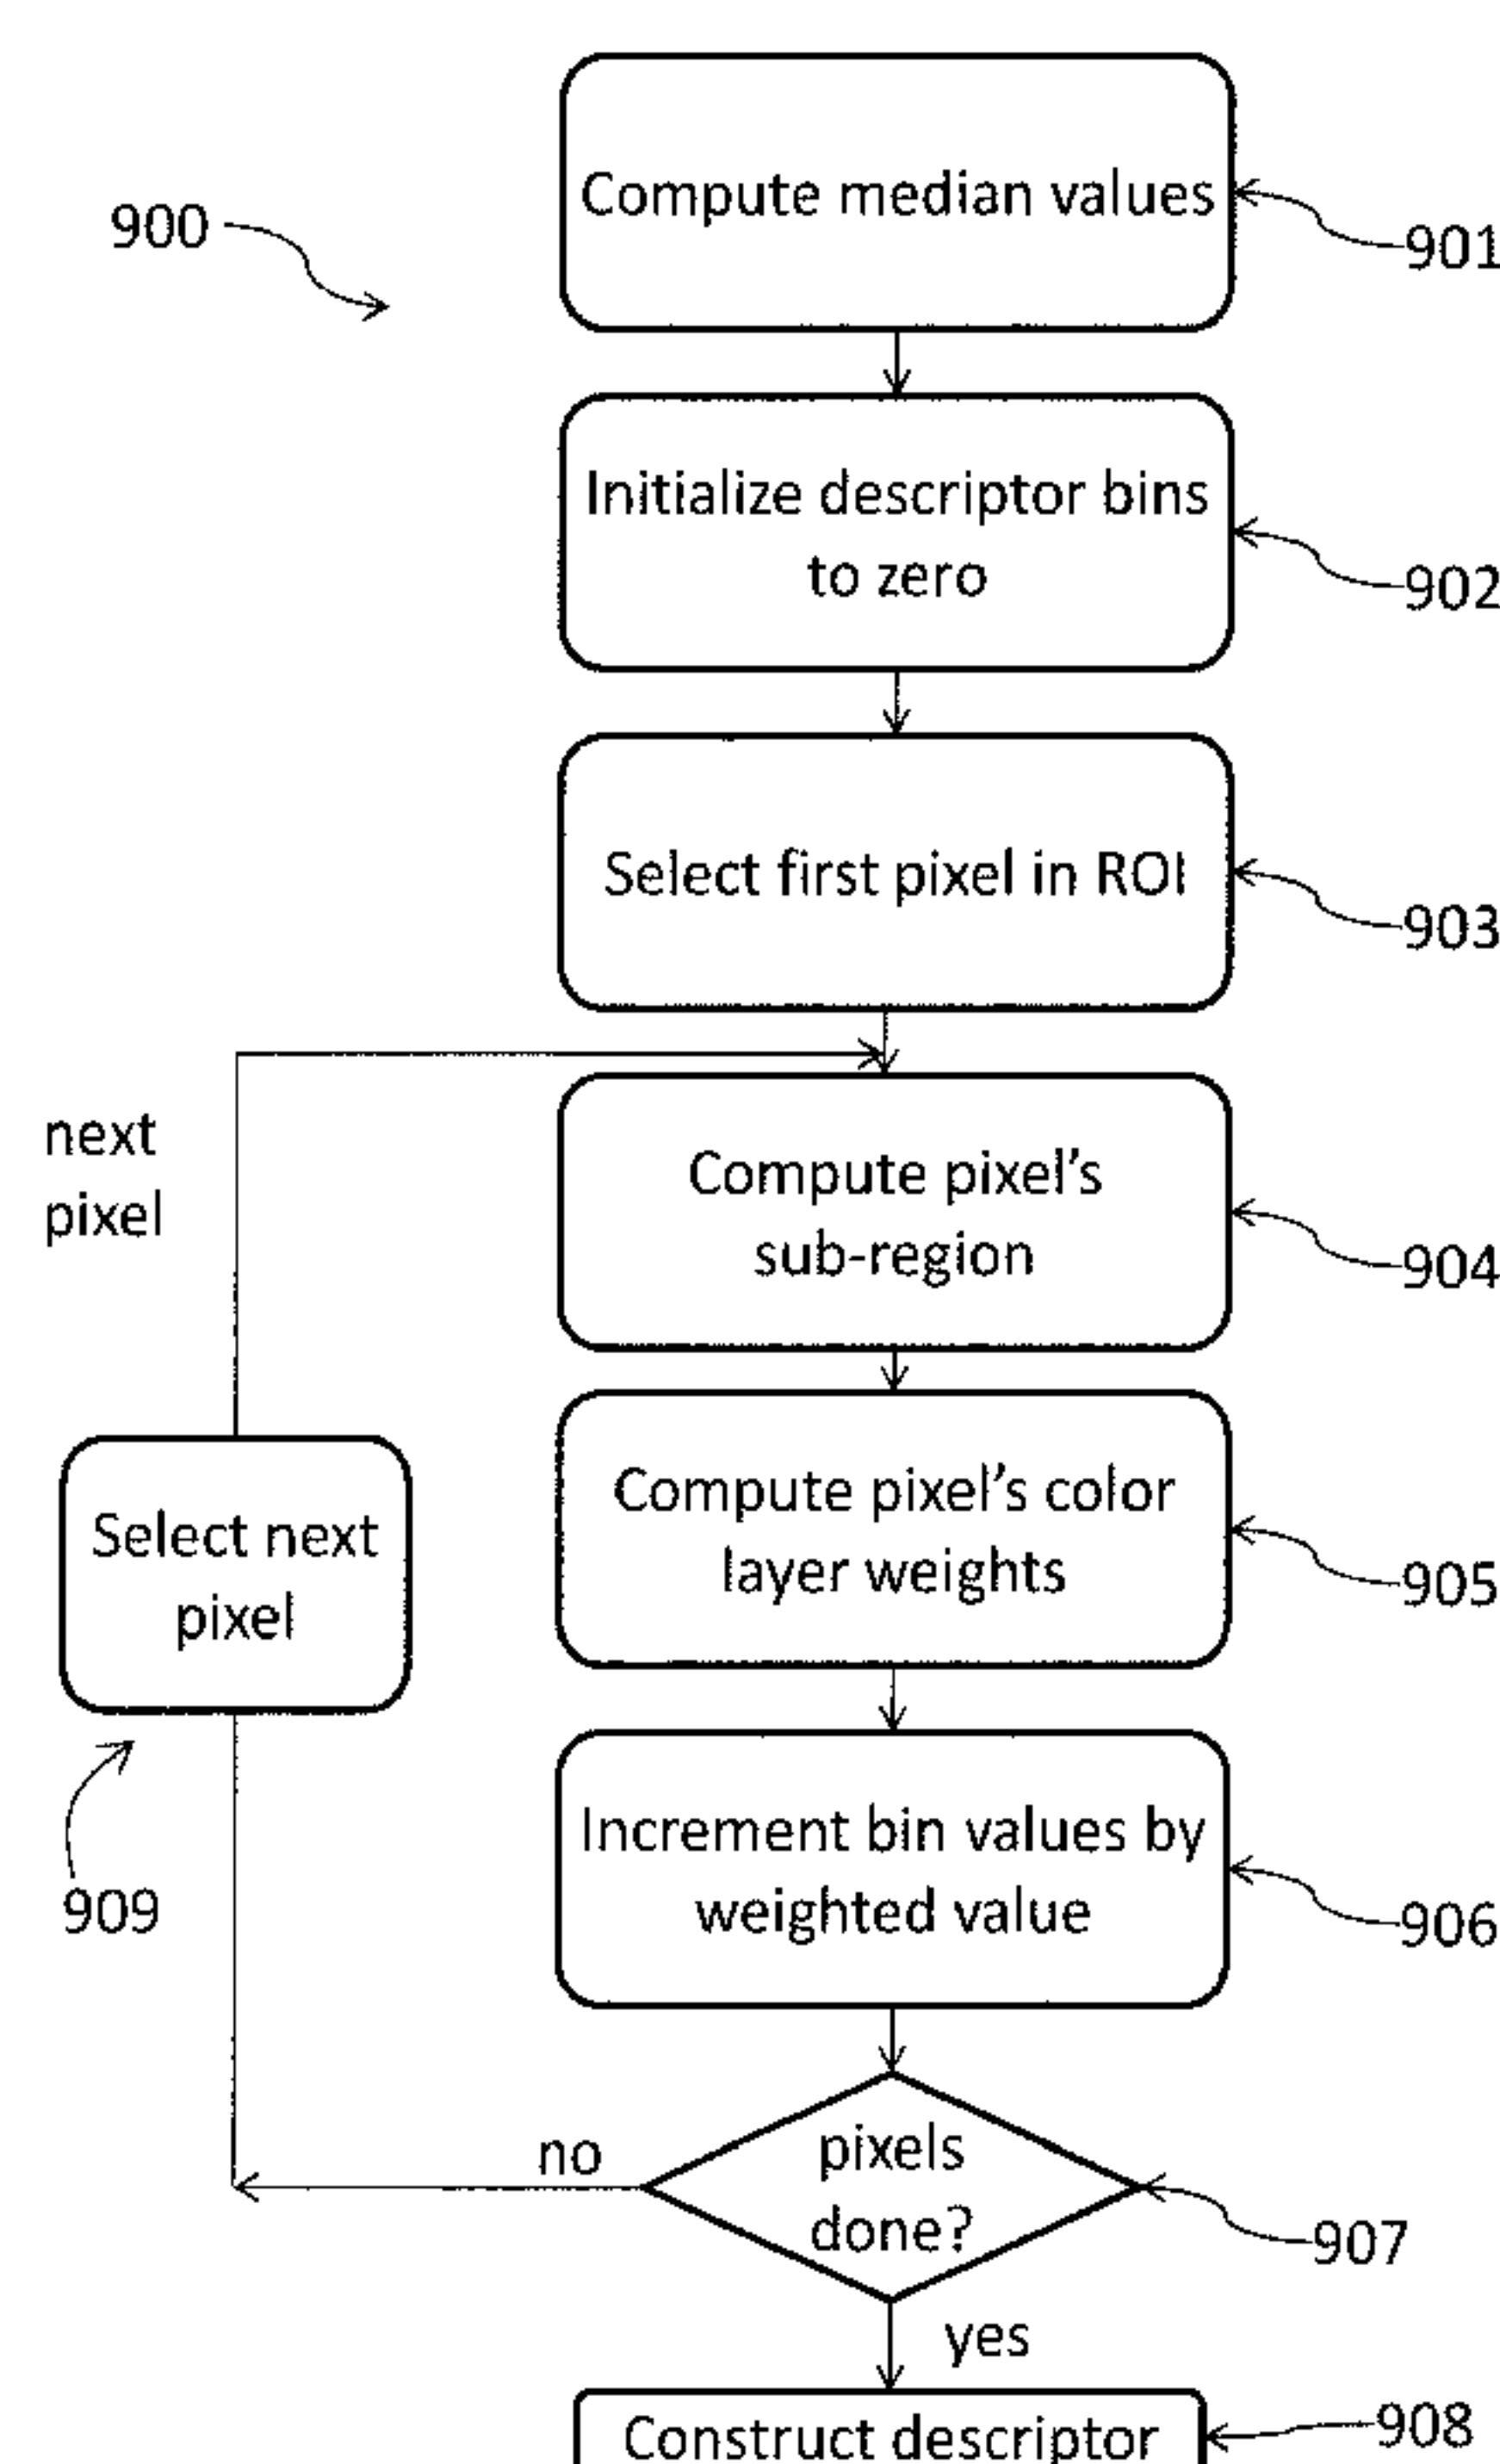 Compute median values
900
901
Initialize descriptor bins
to zero
902
Select first pixel in ROI
903
next
pixel
Compute pixel's
sub-region
904
Compute pixel's color
layer weights
905
Select next
pixel
909
Increment bin values by
weighted value
906
pixels
done?
no
907
yes
Construct descriptor
908